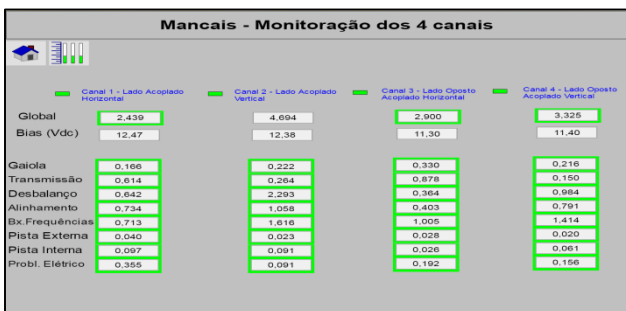 Mancais - Monitoração dos 4 canais
Canal 1 - Lado Acoplado Horizontal
Canal 2 - Lado Acoplado Vertical
Canal 3 - Lado Oposto Acoplado Horizontal
Canal 4 - Lado Oposto Acoplado Vertical
Global 2,439 4,694 2,900 3,325
Bias (Vdc) 12,47 12,38 11,30 11,40
Gaiola 0,166 0,222 0,330 0,216
Transmissão 0,614 0,264 0,878 0,150
Desbalanço 0,642 2,293 0,364 0,984
Alinhamento 0,734 1,058 0,403 0,791
Bx.Frequências 0,713 1,616 1,005 1,414
Pista Externa 0,040 0,023 0,028 0,020
Pista Interna 0,097 0,091 0,026 0,061
Probl. Elétrico 0,355 0,091 0,192 0,156